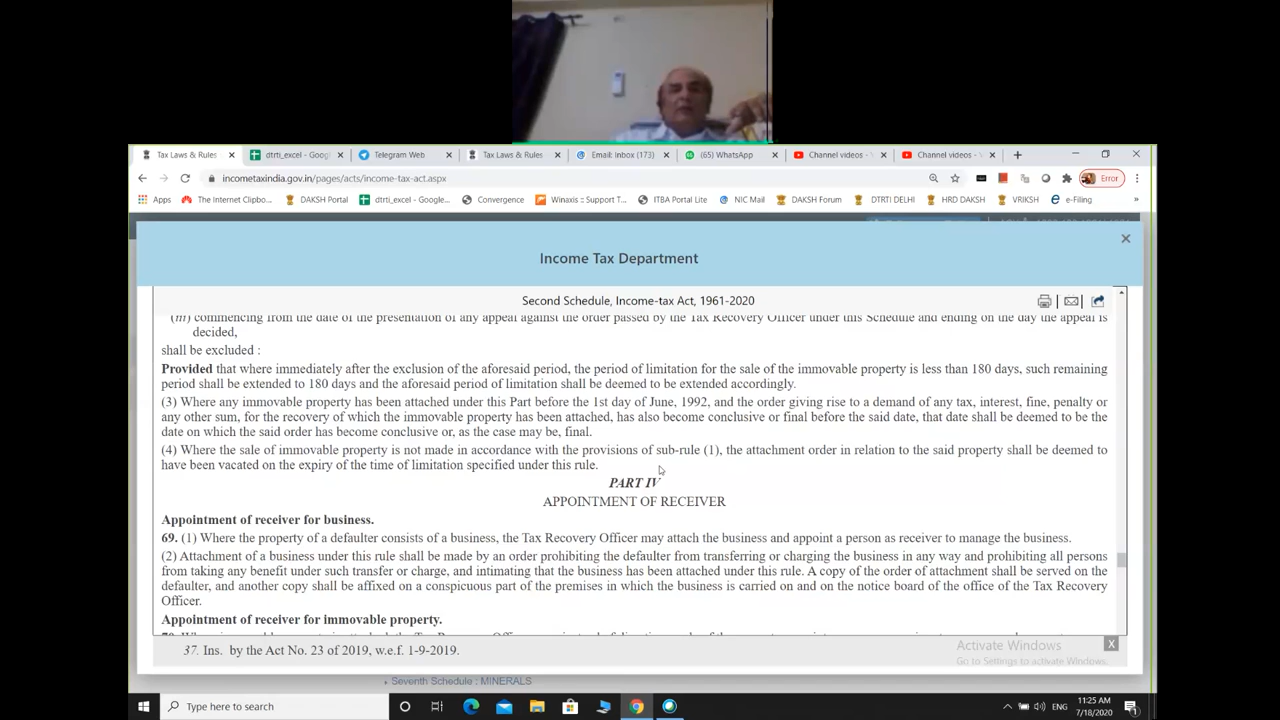 Tax Laws & Rules
dtrti_excel - Goog
Telegram Web
Tax Laws & Rules
Email: Inbox (173)
(65) WhatsApp
Channel videos -
Channel videos -
incometaxindia.gov.in/pages/acts/income-tax-act.aspx
Error
Apps
The Internet Clipbo...
DAKSH Portal
dtrti_excel - Google...
Convergence
Winaxis :: Support T...
ITBA Portal Lite
NIC Mail
DAKSH Forum
DTRTI DELHI
HRD DAKSH
VRIKSH
e-Filing
Income Tax Department
Second Schedule, Income-tax Act, 1961-2020
(m) commencing from the date of the presentation of any appeal against the order passed by the Tax Recovery Officer under this Schedule and ending on the day the appeal is
decided,
shall be excluded :
Provided that where immediately after the exclusion of the aforesaid period, the period of limitation for the sale of the immovable property is less than 180 days, such remaining
period shall be extended to 180 days and the aforesaid period of limitation shall be deemed to be extended accordingly.
(3) Where any immovable property has been attached under this Part before the 1st day of June, 1992, and the order giving rise to a demand of any tax, interest, fine, penalty or
any other sum, for the recovery of which the immovable property has been attached, has also become conclusive or final before the said date, that date shall be deemed to be the
date on which the said order has become conclusive or, as the case may be, final.
(4) Where the sale of immovable property is not made in accordance with the provisions of sub-rule (1), the attachment order in relation to the said property shall be deemed to
have been vacated on the expiry of the time of limitation specified under this rule.
PART IV
APPOINTMENT OF RECEIVER
Appointment of receiver for business.
69. (1) Where the property of a defaulter consists of a business, the Tax Recovery Officer may attach the business and appoint a person as receiver to manage the business.
(2) Attachment of a business under this rule shall be made by an order prohibiting the defaulter from transferring or charging the business in any way and prohibiting all persons
from taking any benefit under such transfer or charge, and intimating that the business has been attached under this rule. A copy of the order of attachment shall be served on the
defaulter, and another copy shall be affixed on a conspicuous part of the premises in which the business is carried on and on the notice board of the office of the Tax Recovery
Officer.
Appointment of receiver for immovable property.
37. Ins. by the Act No. 23 of 2019, w.e.f. 1-9-2019.
Activate Windows
Go to Settings to activate Windows.
Seventh Schedule : MINERALS
Type here to search
ENG
11:25 AM
7/18/2020